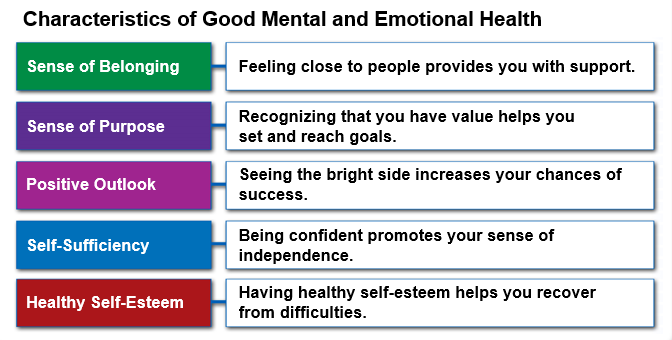 Characteristics of Good Mental and Emotional Health
Sense of Belonging
Feeling close to people provides you with support.
Sense of Purpose
Recognizing that you have value helps you
set and reach goals.
Positive Outlook
Seeing the bright side increases your chances of
success.
Self-Sufficiency
Being confident promotes your sense of
independence.
Healthy Self-Esteem
Having healthy self-esteem helps you recover
from difficulties.